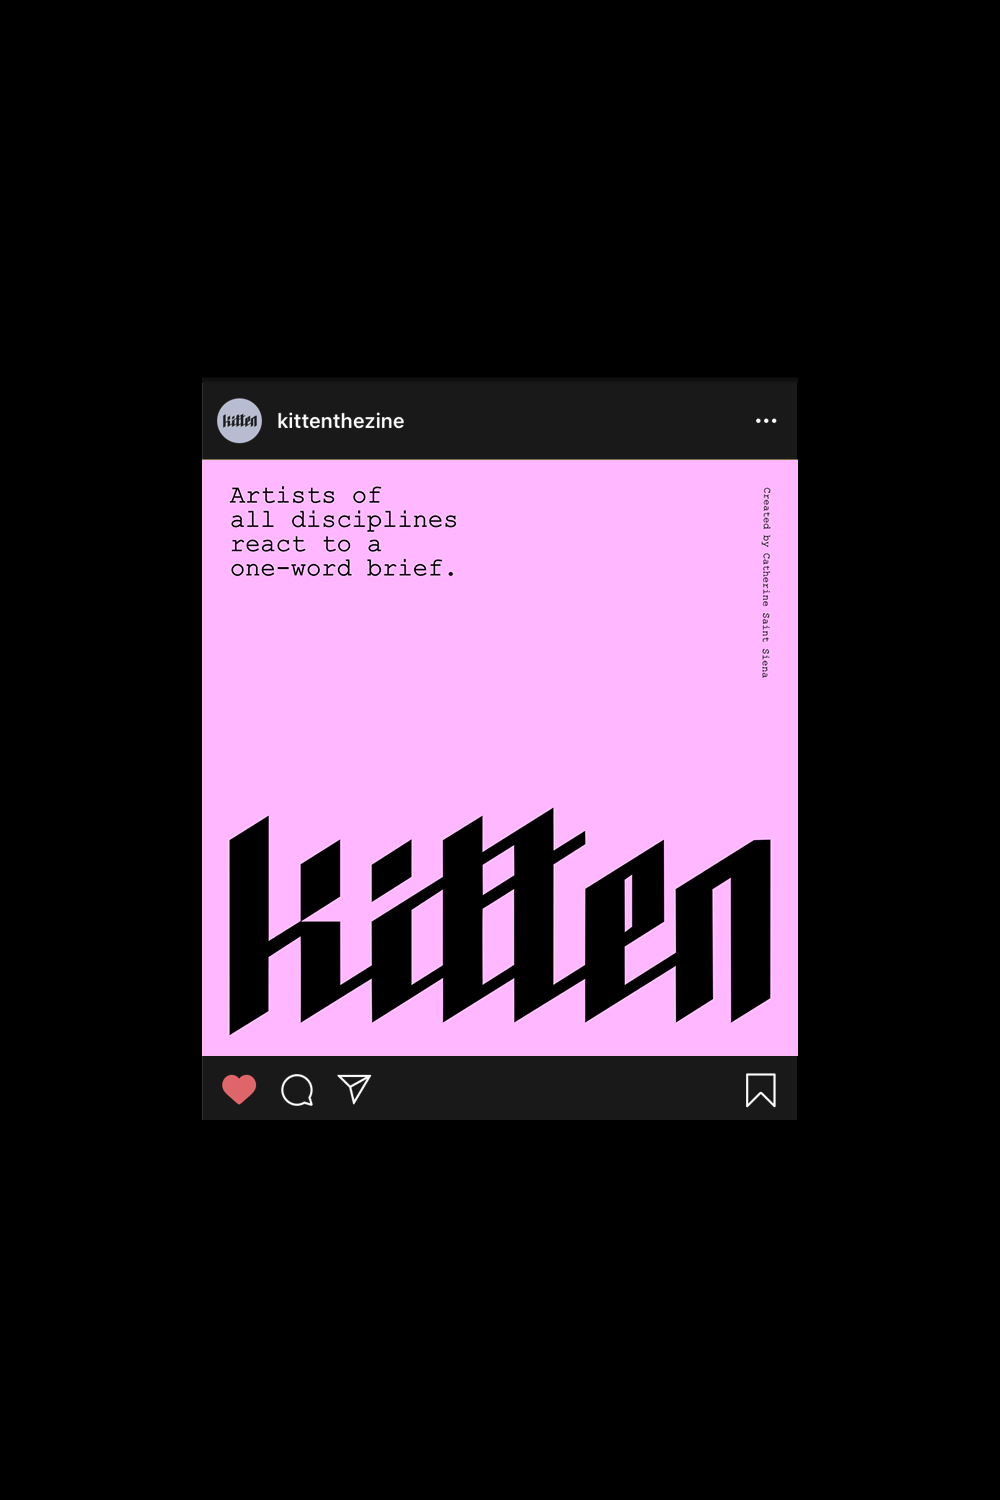 kitten
kittenthezine
Artists of
all disciplines
react to a
one-word brief.
Created by Catherine Saint Siena
kitten